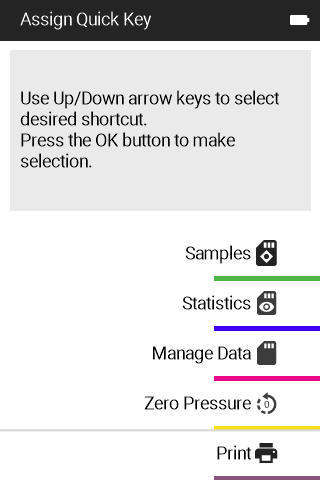 Assign Quick Key
Use Up/Down arrow keys to select
desired shortcut.
Press the OK button to make
selection.
Samples
Statistics
Manage Data
Zero Pressure
0
Print